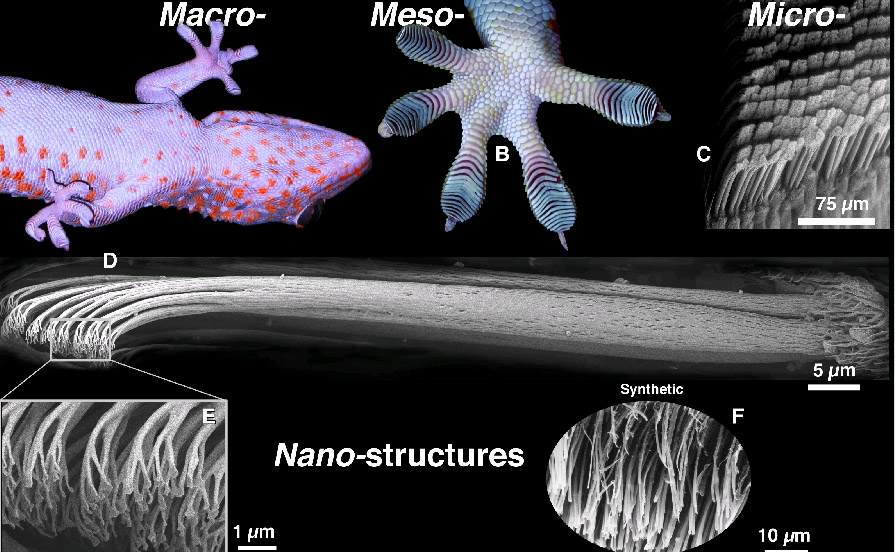 Macro-
Meso-
Micro-
B
C
75 µm
D
5 µm
Synthetic
E
F
Nano-structures
1 µm
10 µm